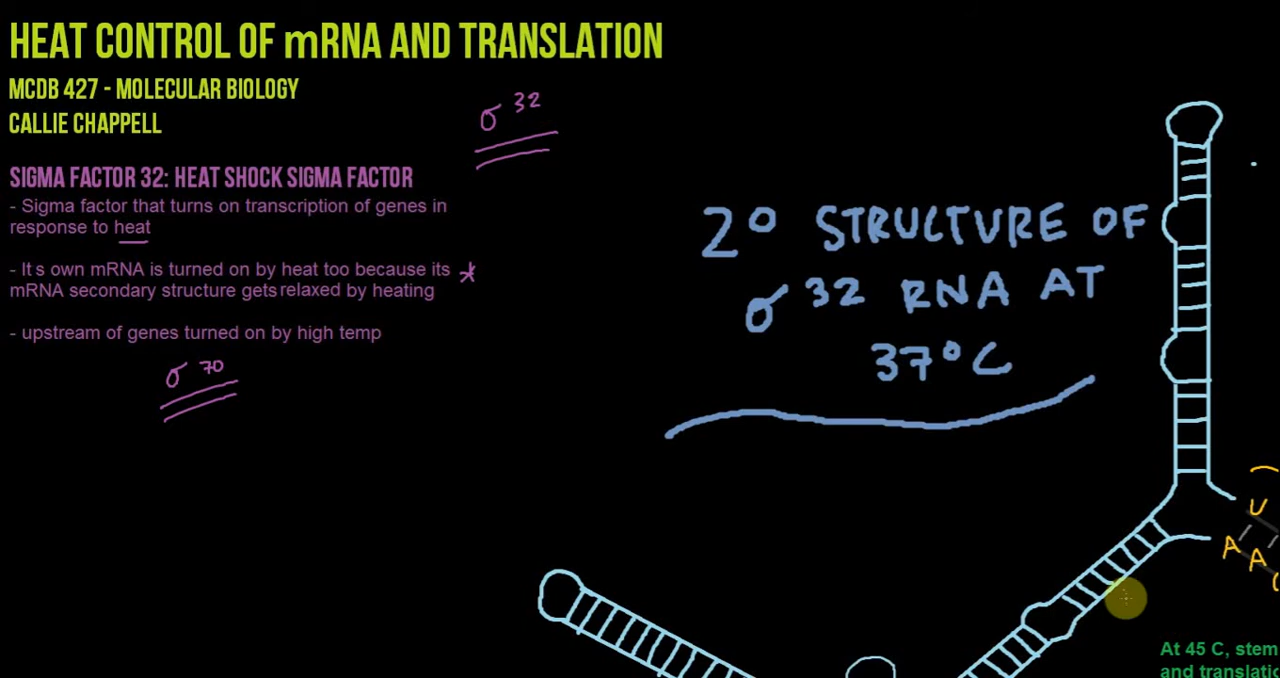 HEAT CONTROL OF mRNA AND TRANSLATION
MCDB 427 - MOLECULAR BIOLOGY
CALLIE CHAPPELL
σ 32
SIGMA FACTOR 32: HEAT SHOCK SIGMA FACTOR
- Sigma factor that turns on transcription of genes in
response to heat
- It s own mRNA is turned on by heat too because its *
mRNA secondary structure gets relaxed by heating
- upstream of genes turned on by high temp
σ 70
2° STRUCTURE OF
σ 32 RNA AT
37°C
U
A A
At 45 C, stem
and translatio